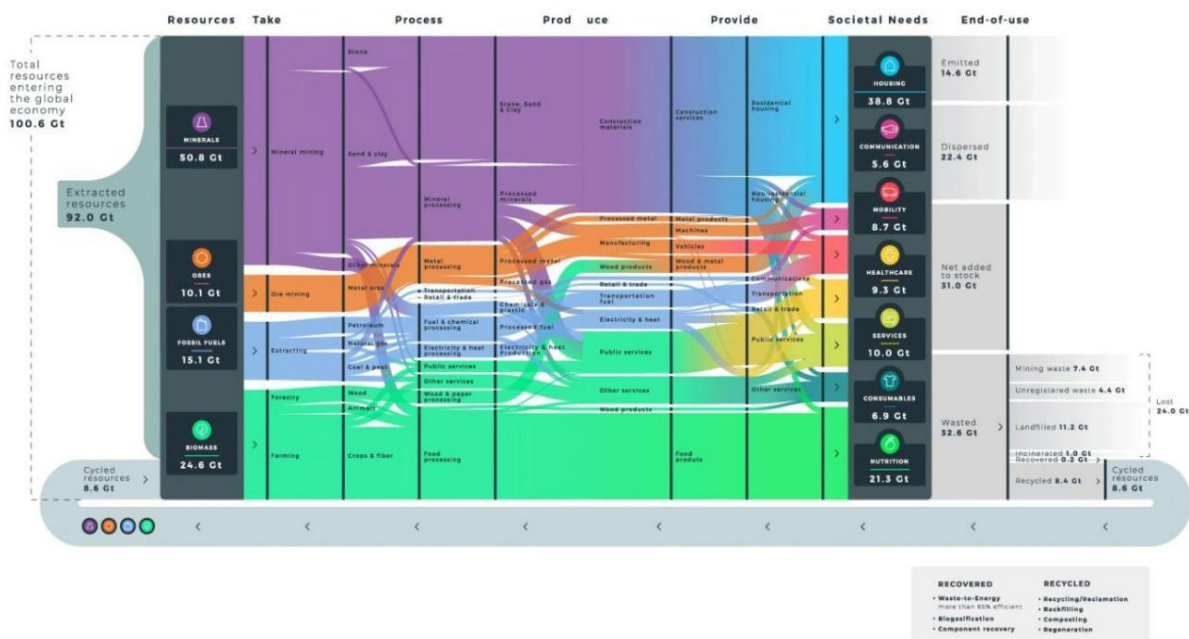 Resources Take Process Prod uce Provide Societal Needs End-of-use
Total
resources
entering
the global
economy
100.6 Gt
Extracted
resources
92.0 Gt
Cycled
resources
8.6 Gt
MINERALS
50.8 Gt
ORES
10.1 Gt
FOSSIL FUELS
15.1 Gt
BIOMASS
24.6 Gt
Mineral mining
Ore mining
Extracting
Forestry
Farming
Stone
Sand & clay
Other minerals
Metal ores
Petroleum
Natural gas
Coal & peat
Wood
Animals
Crops & fiber
Mineral
processing
Metal
processing
Transportation
Retail & trade
Fuel & chemical
processing
Electricity & heat
processing
Public services
Other services
Wood & paper
processing
Food
processing
Stone, Sand
& Clay
Processed
minerals
Processed metal
Processed gas
Chemicals &
plastic
Processed fuel
Electricity & heat
Production
Construction
materials
Processed metal
Manufacturing
Wood products
Retail & trade
Transportation
fuel
Electricity & heat
Public services
Other services
Wood products
Construction
services
Metal products
Machines
Vehicles
Wood & metal
products
Food
produts
Residential
housing
Nonresidential
housing
Communications
Transportation
Retail & trade
Public services
Other services
HOUSING
38.8 Gt
COMMUNICATION
5.6 Gt
MOBILITY
8.7 Gt
HEALTHCARE
9.3 Gt
SERVICES
10.0 Gt
CONSUMABLES
6.9 Gt
NUTRITION
21.3 Gt
Emitted
14.6 Gt
Dispersed
22.4 Gt
Net added
to stock
31.0 Gt
Wasted
32.6 Gt
Mining waste 7.4 Gt
Unregistered waste 4.4 Gt
Landfilled 11.2 Gt
Incinerated 1.0 Gt
Recovered 0.2 Gt
Recycled 8.4 Gt
Lost
24.0 Gt
Cycled
resources
8.6 Gt
RECOVERED
• Waste-to-Energy
more than 65% efficient
• Biogasification
• Component recovery
RECYCLED
• Recycling/Reclamation
• Backfilling
• Composting
• Regeneration